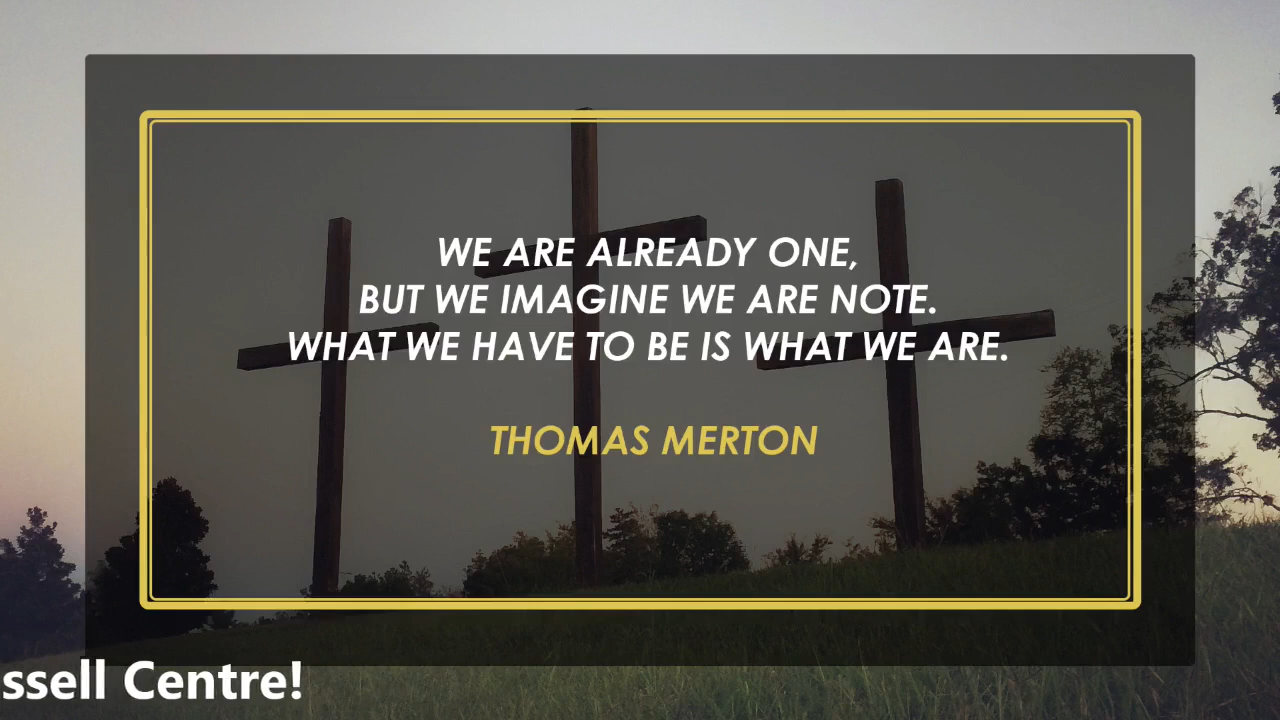 WE ARE ALREADY ONE,
BUT WE IMAGINE WE ARE NOTE.
WHAT WE HAVE TO BE IS WHAT WE ARE.
THOMAS MERTON
ssell Centre!